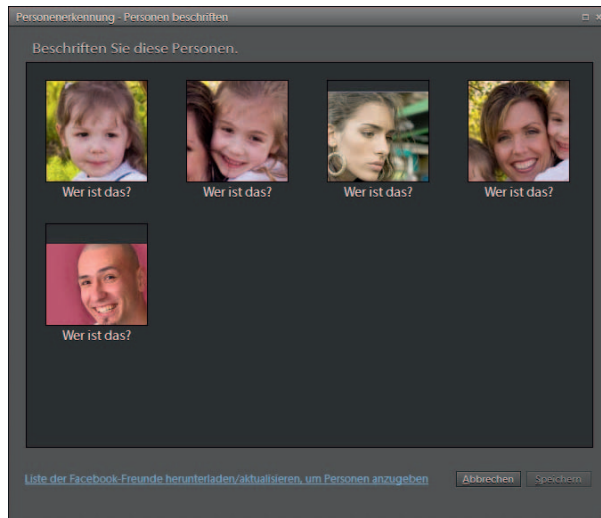 Personenerkennung - Personen beschriften
Beschriften Sie diese Personen.
Wer ist das?
Wer ist das?
Wer ist das?
Wer ist das?
Wer ist das?
Liste der Facebook-Freunde herunterladen/aktualisieren, um Personen anzugeben
Abbrechen
Speichern